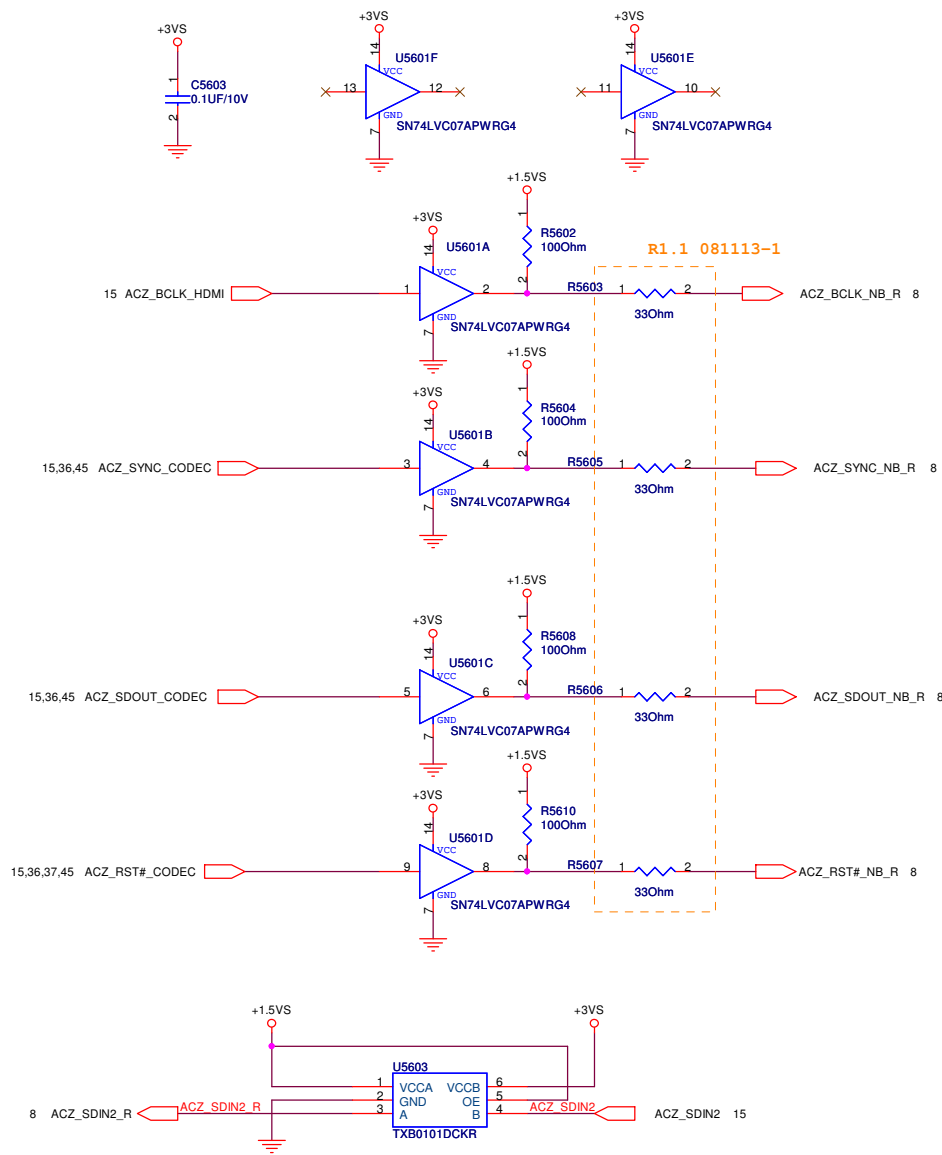 +3VS
1
C5603
0.1UF/10V
2
+3VS
14
U5601F
VCC
13
12
GND
SN74LVC07APWRG4
7
+3VS
14
U5601E
VCC
11
10
GND
SN74LVC07APWRG4
7
+1.5VS
1
R5602
100Ohm
2
+3VS
14
U5601A
VCC
R1.1 081113-1
15 ACZ_BCLK_HDMI
1
2
R5603
1
2
ACZ_BCLK_NB_R 8
GND
33Ohm
SN74LVC07APWRG4
7
+1.5VS
1
R5604
100Ohm
2
+3VS
14
U5601B
VCC
15,36,45 ACZ_SYNC_CODEC
3
4
R5605
1
2
ACZ_SYNC_NB_R 8
GND
33Ohm
SN74LVC07APWRG4
7
+1.5VS
1
R5608
100Ohm
2
+3VS
14
U5601C
VCC
15,36,45 ACZ_SDOUT_CODEC
5
6
R5606
1
2
ACZ_SDOUT_NB_R 8
GND
33Ohm
SN74LVC07APWRG4
7
+1.5VS
1
R5610
100Ohm
2
+3VS
14
U5601D
VCC
15,36,37,45 ACZ_RST#_CODEC
9
8
R5607
1
2
ACZ_RST#_NB_R 8
GND
33Ohm
SN74LVC07APWRG4
7
+1.5VS
+3VS
U5603
1 VCCA VCCB 6
2 GND OE 5
8 ACZ_SDIN2_R ACZ_SDIN2_R 3 A B 4 ACZ_SDIN2 ACZ_SDIN2 15
TXB0101DCKR